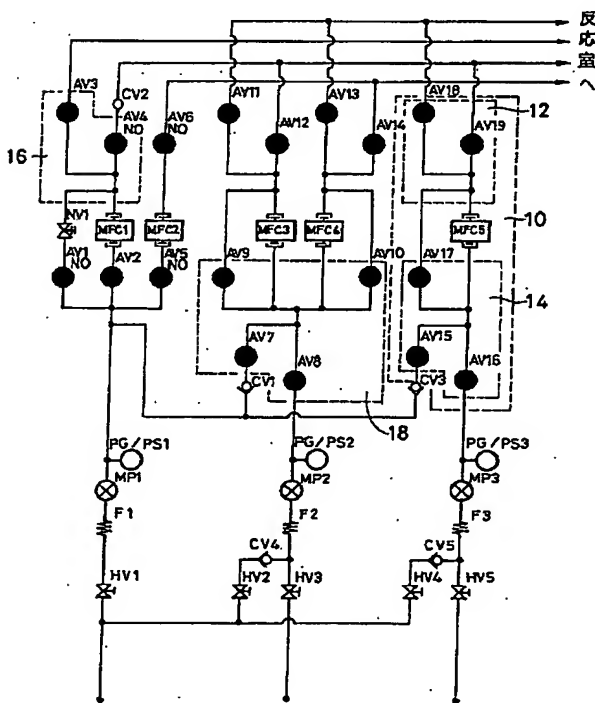 反
応
室
へ
AV3
CV2
AV4
NO
AV6
NO
AV11
AV12
AV13
AV14
AV18
AV19
12
16
10
NV1
MFC1
MFC2
MFC3
MFC4
MFC5
AV1
NO
AV2
AV5
NO
AV9
AV10
AV17
14
AV7
AV8
AV15
AV16
CV1
CV3
18
PG/PS1
PG/PS2
PG/PS3
MP1
MP2
MP3
F1
F2
F3
CV4
CV5
HV1
HV2
HV3
HV4
HV5